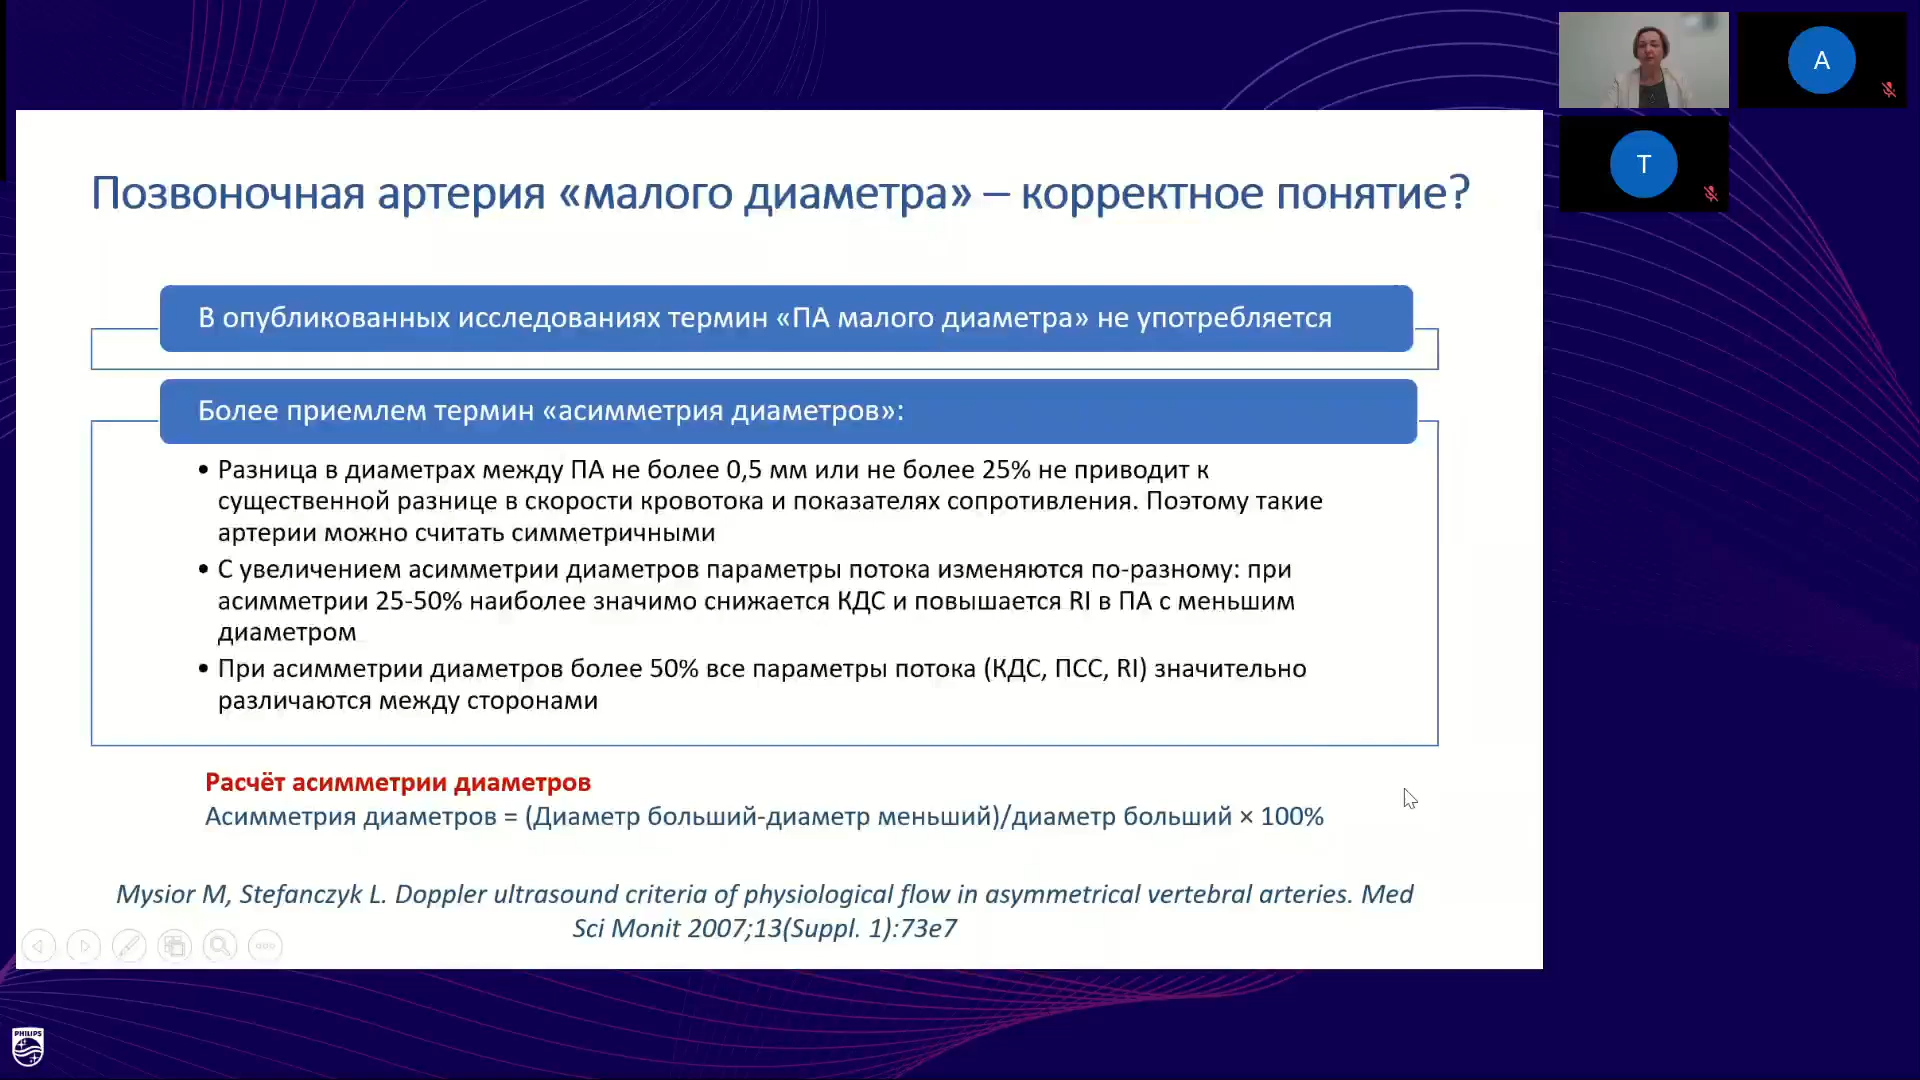 A
T
Позвоночная артерия «малого диаметра» – корректное понятие?
В опубликованных исследованиях термин «ПА малого диаметра» не употребляется
Более приемлем термин «асимметрия диаметров»:
• Разница в диаметрах между ПА не более 0,5 мм или не более 25% не приводит к
существенной разнице в скорости кровотока и показателях сопротивления. Поэтому такие
артерии можно считать симметричными
• С увеличением асимметрии диаметров параметры потока изменяются по-разному: при
асимметрии 25-50% наиболее значимо снижается КДС и повышается RI в ПА с меньшим
диаметром
• При асимметрии диаметров более 50% все параметры потока (КДС, ПСС, RI) значительно
различаются между сторонами
Расчёт асимметрии диаметров
Асимметрия диаметров = (Диаметр больший-диаметр меньший)/диаметр больший × 100%
Mysior M, Stefanczyk L. Doppler ultrasound criteria of physiological flow in asymmetrical vertebral arteries. Med
Sci Monit 2007;13(Suppl. 1):73e7
PHILIPS